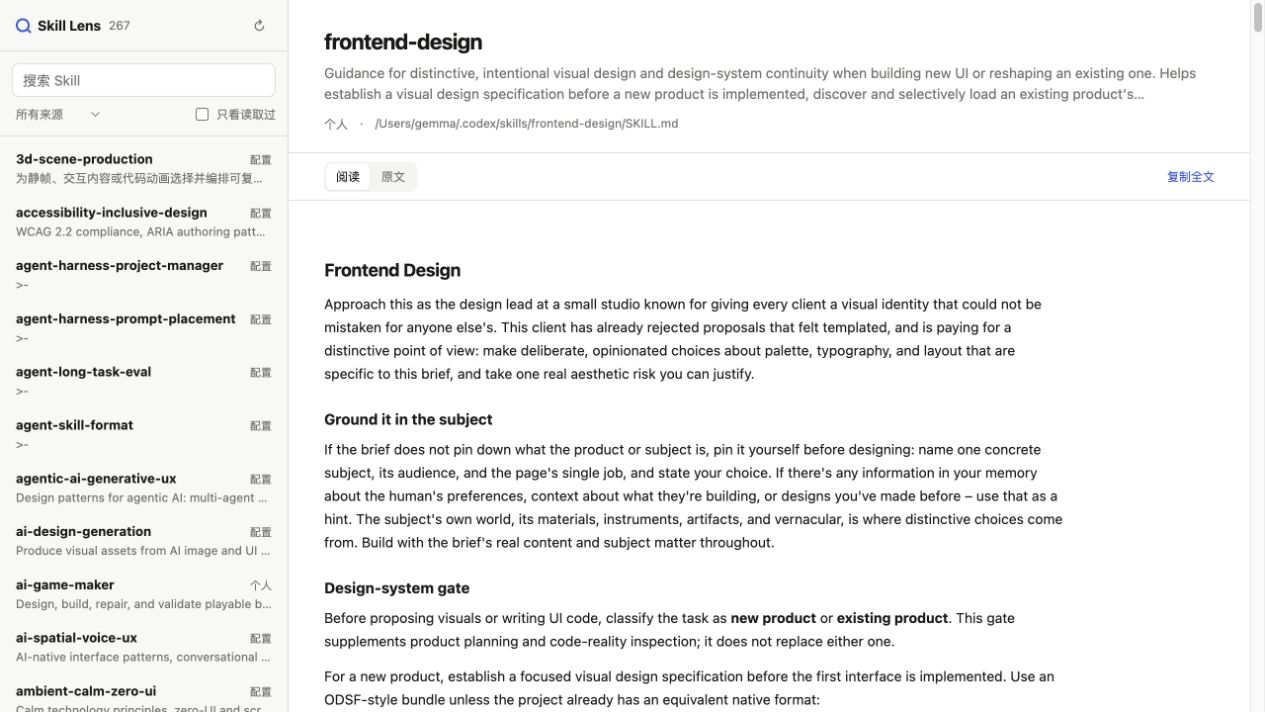 Skill Lens 267
搜索 Skill
所有来源
只看读取过
3d-scene-production 配置
为静帧、交互内容或代码动画选择并编排可复...
accessibility-inclusive-design 配置
WCAG 2.2 compliance, ARIA authoring patt...
agent-harness-project-manager 配置
>-
agent-harness-prompt-placement 配置
>-
agent-long-task-eval 配置
>-
agent-skill-format 配置
>-
agentic-ai-generative-ux 配置
Design patterns for agentic AI: multi-agent ...
ai-design-generation 配置
Produce visual assets from AI image and UI ...
ai-game-maker 个人
Design, build, repair, and validate playable b...
ai-spatial-voice-ux 配置
AI-native interface patterns, conversational ...
ambient-calm-zero-ui 配置
Calm technology principles, zero-UI and scr
frontend-design
Guidance for distinctive, intentional visual design and design-system continuity when building new UI or reshaping an existing one. Helps
establish a visual design specification before a new product is implemented, discover and selectively load an existing product's...
个人 · /Users/gemma/.codex/skills/frontend-design/SKILL.md
阅读 原文 复制全文
Frontend Design
Approach this as the design lead at a small studio known for giving every client a visual identity that could not be
mistaken for anyone else's. This client has already rejected proposals that felt templated, and is paying for a
distinctive point of view: make deliberate, opinionated choices about palette, typography, and layout that are
specific to this brief, and take one real aesthetic risk you can justify.
Ground it in the subject
If the brief does not pin down what the product or subject is, pin it yourself before designing: name one concrete
subject, its audience, and the page's single job, and state your choice. If there's any information in your memory
about the human's preferences, context about what they're building, or designs you've made before – use that as a
hint. The subject's own world, its materials, instruments, artifacts, and vernacular, is where distinctive choices come
from. Build with the brief's real content and subject matter throughout.
Design-system gate
Before proposing visuals or writing UI code, classify the task as new product or existing product. This gate
supplements product planning and code-reality inspection; it does not replace either one.
For a new product, establish a focused visual design specification before the first interface is implemented. Use an
ODSF-style bundle unless the project already has an equivalent native format: